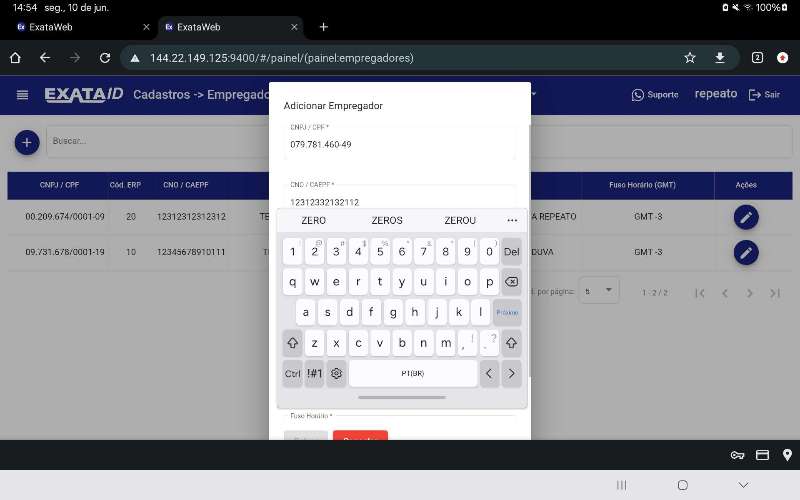 14:54 seg., 10 de jun.
100%
ExataWeb
ExataWeb
144.22.149.125:9400/#/painel/(painel:empregadores)
2
EXATA ID
Cadastros -> Empregado
Suporte
repeato
Sair
Adicionar Empregador
CNPJ / CPF *
079.781.460-49
CNO / CAEPF *
12312332132112
Buscar...
CNPJ / CPF
Cód. ERP
CNO / CAEPF
Fuso Horário (GMT)
Ações
00.209.674/0001-09
20
12312312312312
TE
A REPEATO
GMT -3
09.731.678/0001-19
10
12345678910111
DUVA
GMT -3
por página:
5
1 - 2 / 2
ZERO
ZEROS
ZEROU
...
1 2 3 4 5 6 7 8 9 0 Del
q w e r t y u i o p
a s d f g h j k l Próximo
z x c v b n m , ! . ?
Ctrl !#1 PT(BR) < >
Fuso Horário *